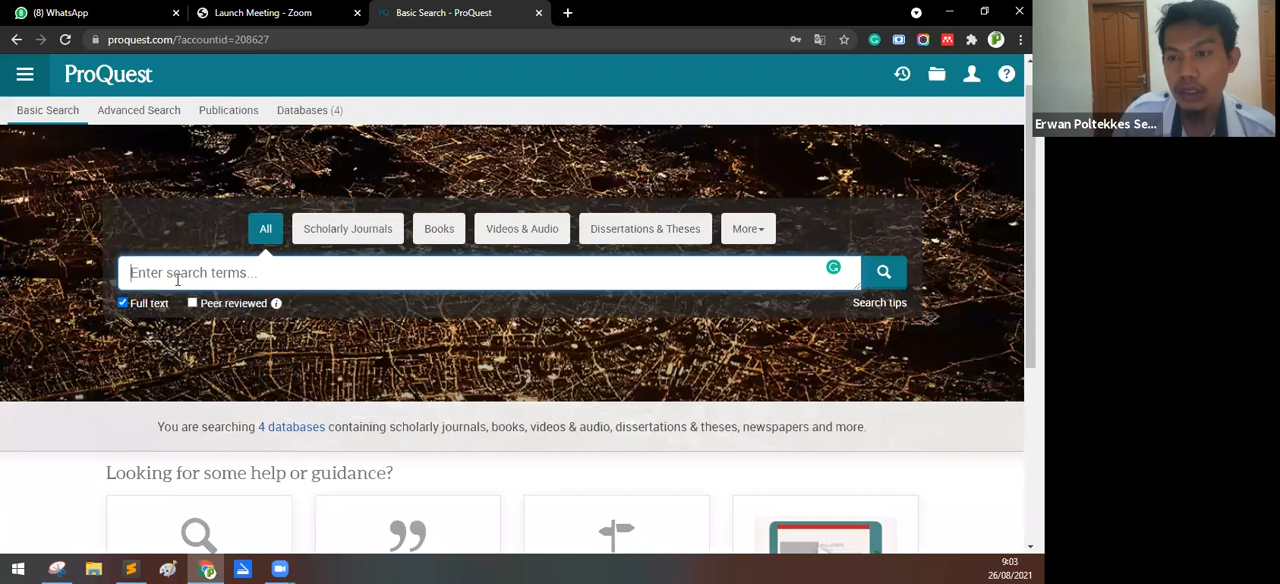 (8) WhatsApp
Launch Meeting - Zoom
Basic Search - ProQuest
proquest.com/?accountid=208627
ProQuest
Basic Search
Advanced Search
Publications
Databases (4)
All
Scholarly Journals
Books
Videos & Audio
Dissertations & Theses
More
Enter search terms...
Full text
Peer reviewed
Search tips
You are searching 4 databases containing scholarly journals, books, videos & audio, dissertations & theses, newspapers and more.
Looking for some help or guidance?
Erwan Poltekkes Se...
9:03
26/08/2021